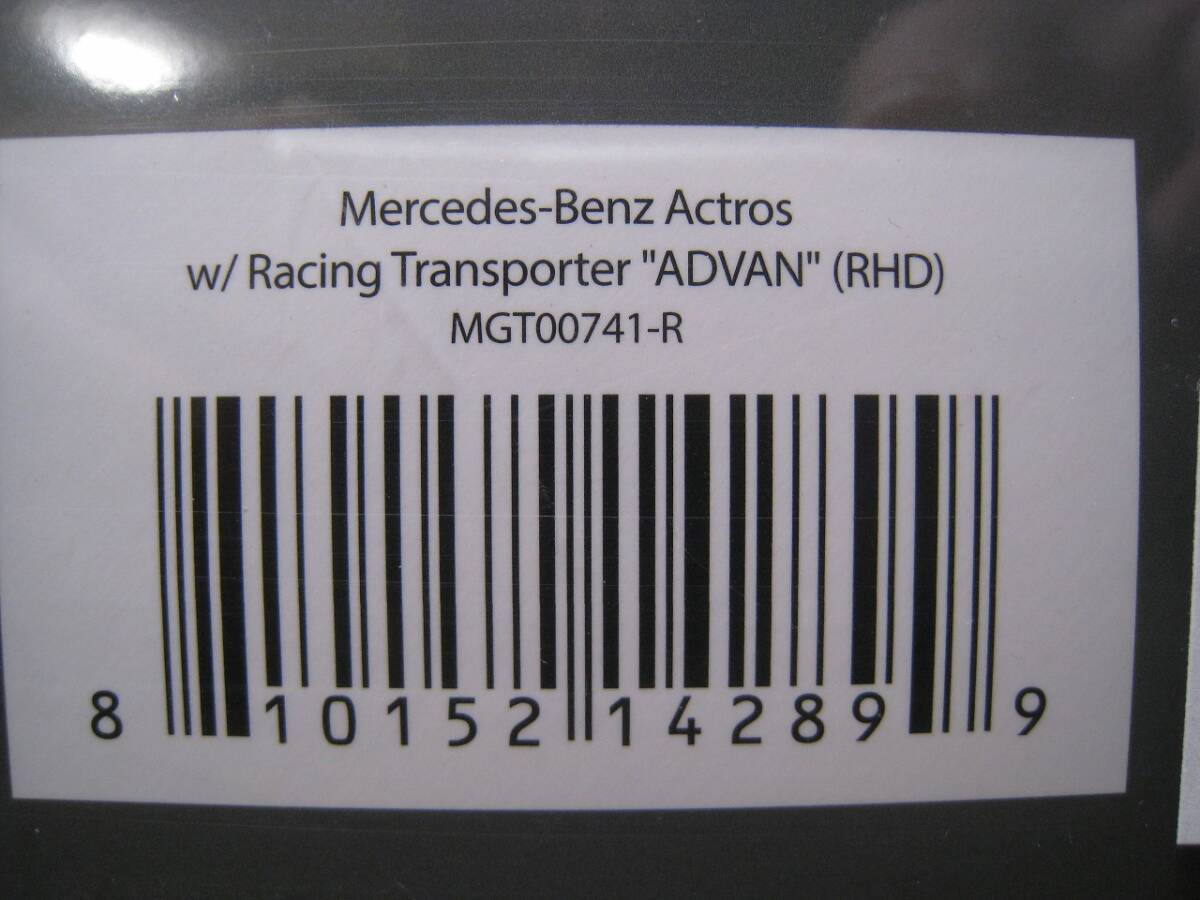 Mercedes-Benz Actros
w/ Racing Transporter "ADVAN" (RHD)
MGT00741-R
8 10152 14289 9